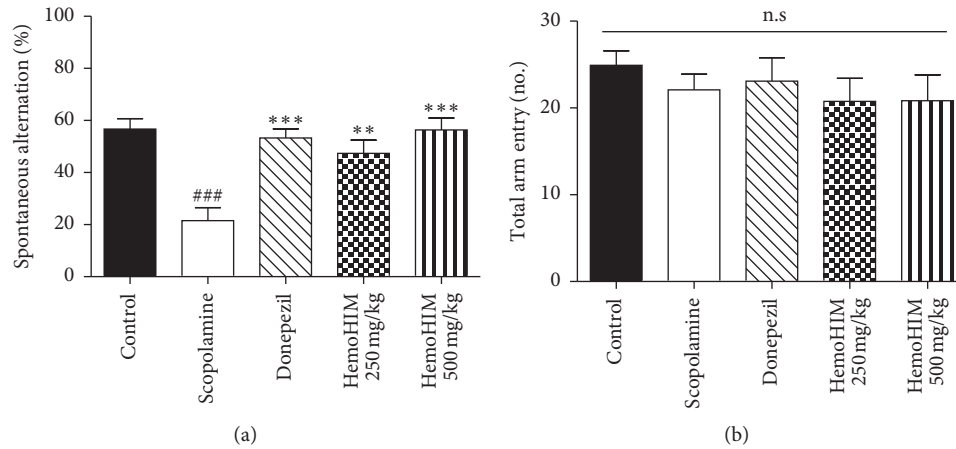 Spontaneous alternation (%)
100
80
60
40
20
0
###
***
**
***
Control
Scopolamine
Donepezil
HemoHIM
250 mg/kg
HemoHIM
500 mg/kg
(a)
Total arm entry (no.)
30
20
10
0
n.s
Control
Scopolamine
Donepezil
HemoHIM
250 mg/kg
HemoHIM
500 mg/kg
(b)